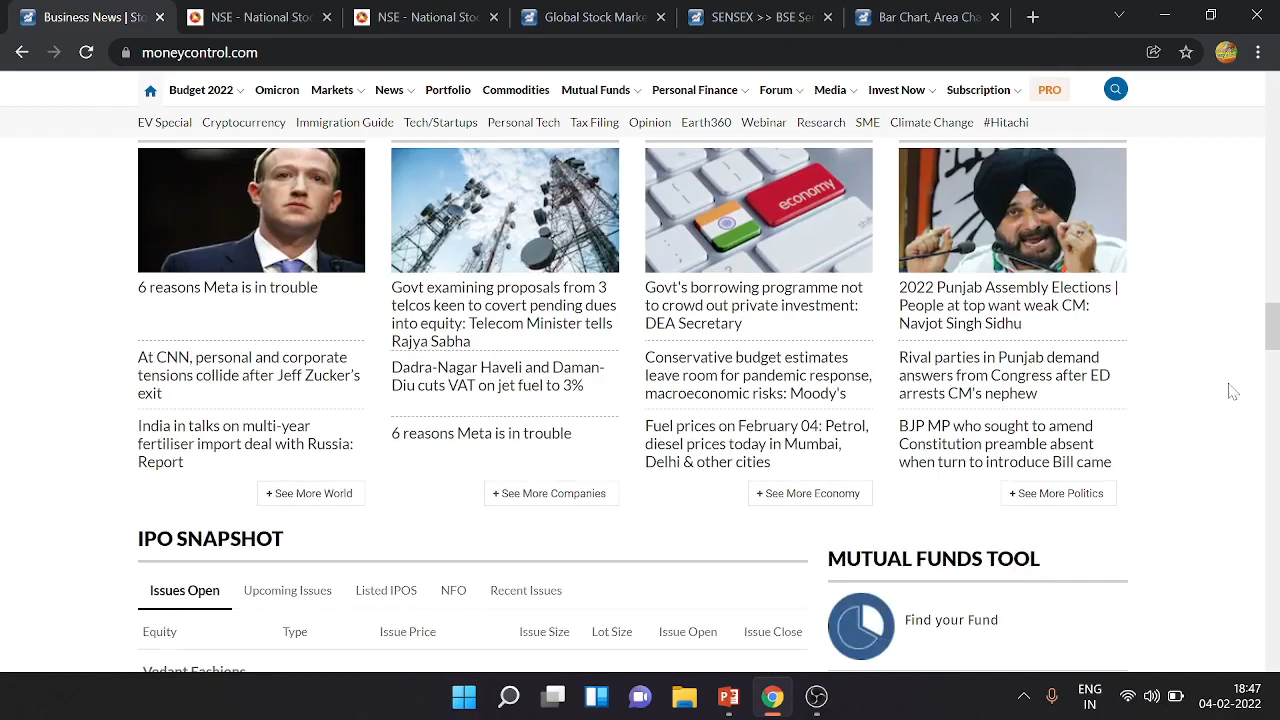 Business News | S
NSE - National Stoc
NSE - National Stoc
Global Stock Marke
SENSEX >> BSE Sen
Bar Chart, Area Cha
moneycontrol.com
Budget 2022 Omicron Markets News Portfolio Commodities Mutual Funds Personal Finance Forum Media Invest Now Subscription PRO
EV Special Cryptocurrency Immigration Guide Tech/Startups Personal Tech Tax Filing Opinion Earth360 Webinar Research SME Climate Change #Hitachi
economy
6 reasons Meta is in trouble
At CNN, personal and corporate
tensions collide after Jeff Zucker's
exit
India in talks on multi-year
fertiliser import deal with Russia:
Report
+ See More World
Govt examining proposals from 3
telcos keen to covert pending dues
into equity: Telecom Minister tells
Rajya Sabha
Dadra-Nagar Haveli and Daman-
Diu cuts VAT on jet fuel to 3%
6 reasons Meta is in trouble
+ See More Companies
Govt's borrowing programme not
to crowd out private investment:
DEA Secretary
Conservative budget estimates
leave room for pandemic response,
macroeconomic risks: Moody's
Fuel prices on February 04: Petrol,
diesel prices today in Mumbai,
Delhi & other cities
+ See More Economy
2022 Punjab Assembly Elections |
People at top want weak CM:
Navjot Singh Sidhu
Rival parties in Punjab demand
answers from Congress after ED
arrests CM's nephew
BJP MP who sought to amend
Constitution preamble absent
when turn to introduce Bill came
+ See More Politics
IPO SNAPSHOT
Issues Open Upcoming Issues Listed IPOS NFO Recent Issues
Equity Type Issue Price Issue Size Lot Size Issue Open Issue Close
Vedant Fashions
MUTUAL FUNDS TOOL
Find your Fund
ENG
IN
18:47
04-02-2022